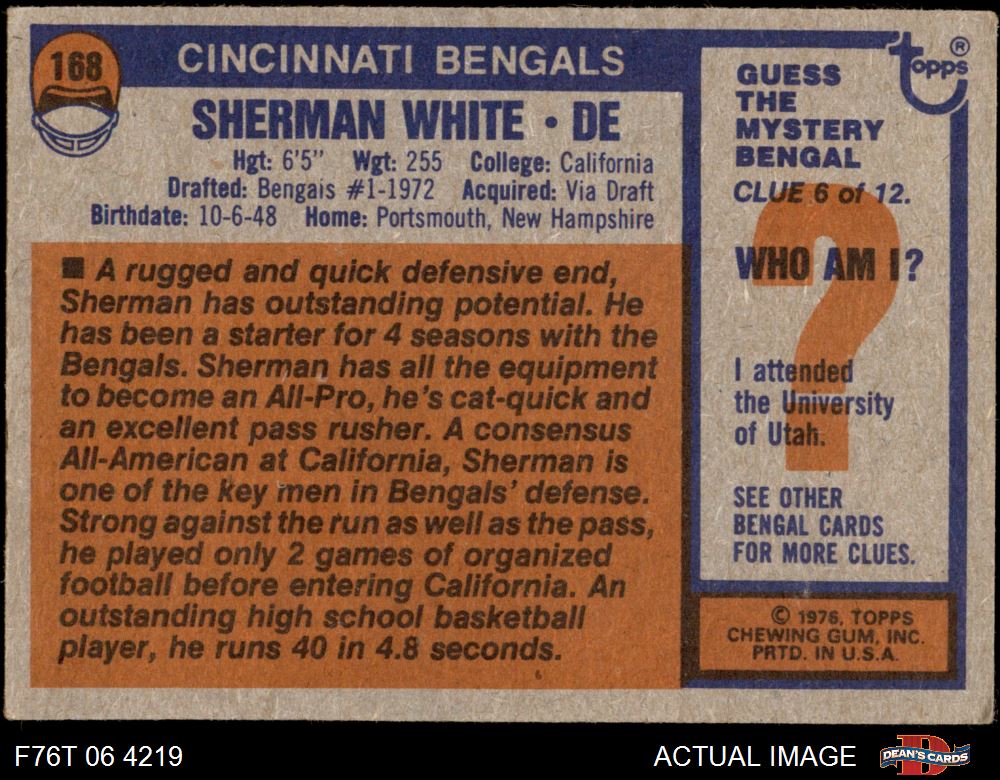 168
CINCINNATI BENGALS
SHERMAN WHITE • DE
Hgt: 6'5" Wgt: 255 College: California
Drafted: Bengals #1-1972 Acquired: Via Draft
Birthdate: 10-6-48 Home: Portsmouth, New Hampshire
■ A rugged and quick defensive end,
Sherman has outstanding potential. He
has been a starter for 4 seasons with the
Bengals. Sherman has all the equipment
to become an All-Pro, he's cat-quick and
an excellent pass rusher. A consensus
All-American at California, Sherman is
one of the key men in Bengals' defense.
Strong against the run as well as the pass,
he played only 2 games of organized
football before entering California. An
outstanding high school basketball
player, he runs 40 in 4.8 seconds.
6
topps ®
GUESS
THE
MYSTERY
BENGAL
CLUE 6 of 12.
WHO AM I?
?
I attended
the University
of Utah.
SEE OTHER
BENGAL CARDS
FOR MORE CLUES.
© 1976, TOPPS
CHEWING GUM, INC.
PRTD. IN U.S.A.
F76T 06 4219
ACTUAL IMAGE
DEAN'S CARDS